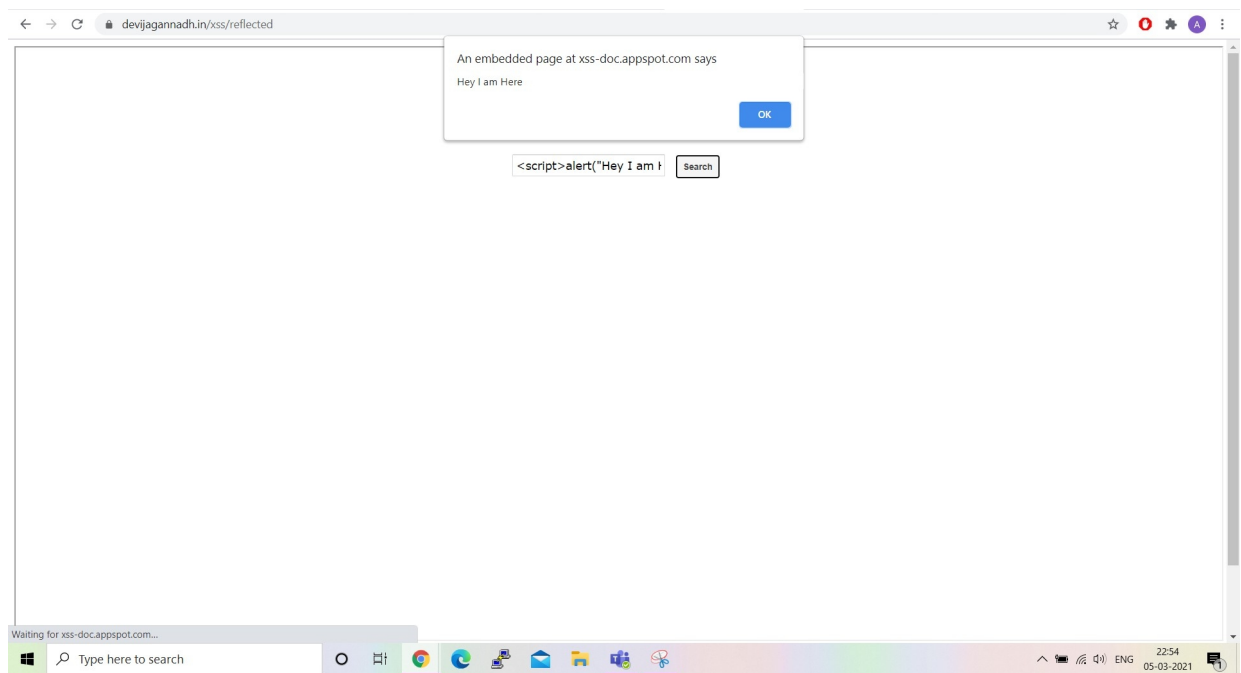 devijagannadh.in/xss/reflected
A
An embedded page at xss-doc.appspot.com says
Hey I am Here
OK
<script>alert("Hey I am H
Search
Waiting for xss-doc.appspot.com...
Type here to search
ENG
22:54
05-03-2021
1